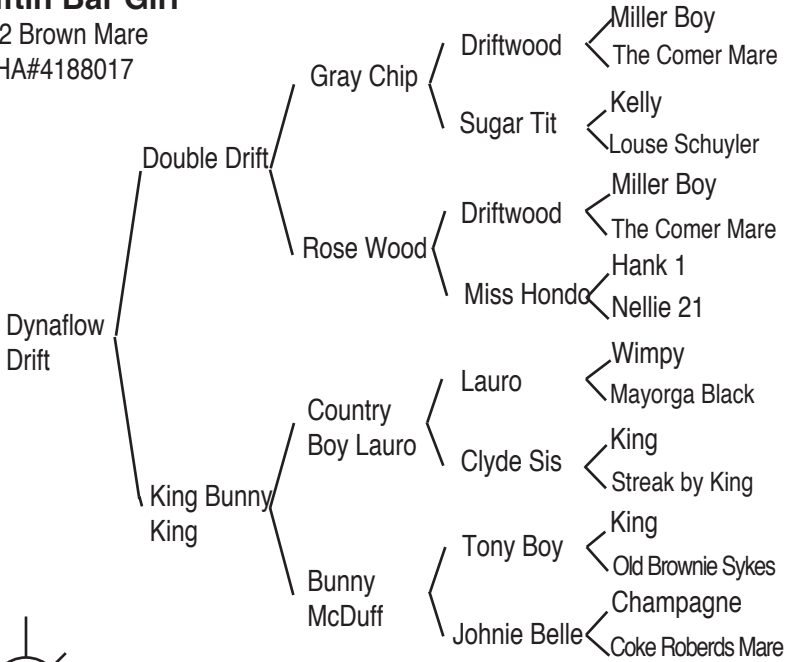 Bar Girl
2 Brown Mare
HA#4188017
Dynaflow
Drift
Double Drift
King Bunny
King
Gray Chip
Rose Wood
Country
Boy Lauro
Bunny
McDuff
Driftwood
Sugar Tit
Driftwood
Miss Hondo
Lauro
Clyde Sis
Tony Boy
Johnie Belle
Miller Boy
The Comer Mare
Kelly
Louse Schuyler
Miller Boy
The Comer Mare
Hank 1
Nellie 21
Wimpy
Mayorga Black
King
Streak by King
King
Old Brownie Sykes
Champagne
Coke Roberds Mare